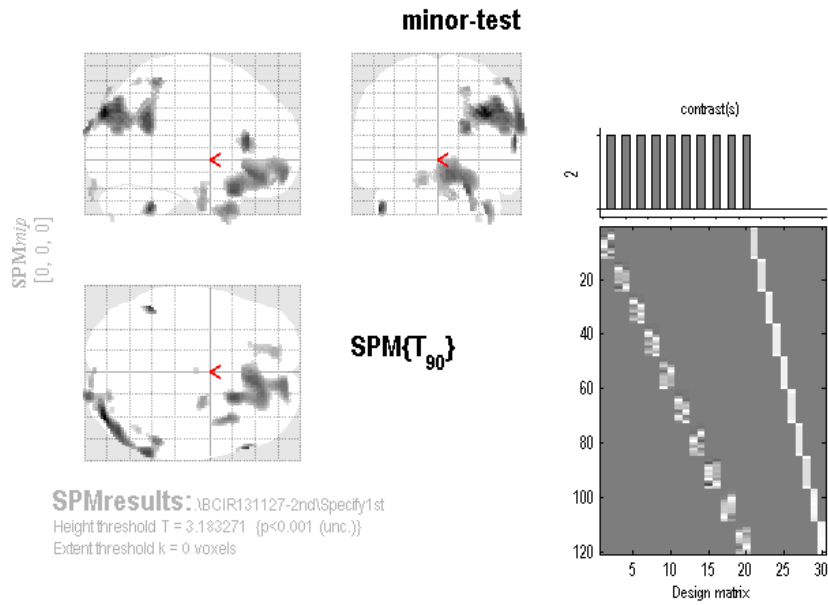 minor-test
SPMmip
[0, 0, 0]
<
<
<
SPM{T90}
contrast(s)
2
20
40
60
80
100
120
5 10 15 20 25 30
Design matrix
SPMresults: .\BCIR131127-2nd\Specify1st
Height threshold T = 3.183271 {p<0.001 (unc.)}
Extent threshold k = 0 voxels